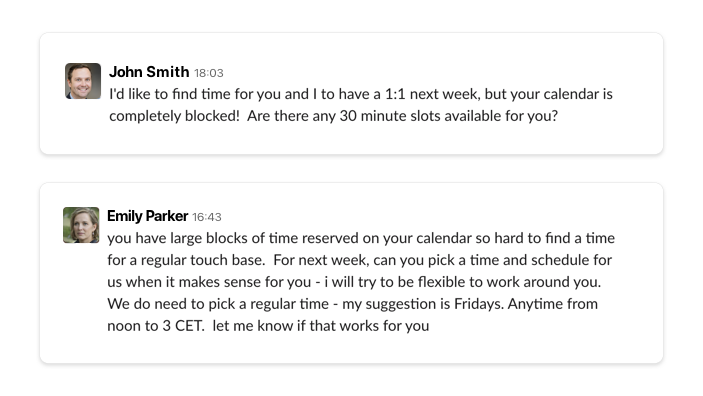 John Smith 18:03
I'd like to find time for you and I to have a 1:1 next week, but your calendar is
completely blocked!  Are there any 30 minute slots available for you?
Emily Parker 16:43
you have large blocks of time reserved on your calendar so hard to find a time
for a regular touch base.  For next week, can you pick a time and schedule for
us when it makes sense for you - i will try to be flexible to work around you.
We do need to pick a regular time - my suggestion is Fridays. Anytime from
noon to 3 CET.  let me know if that works for you